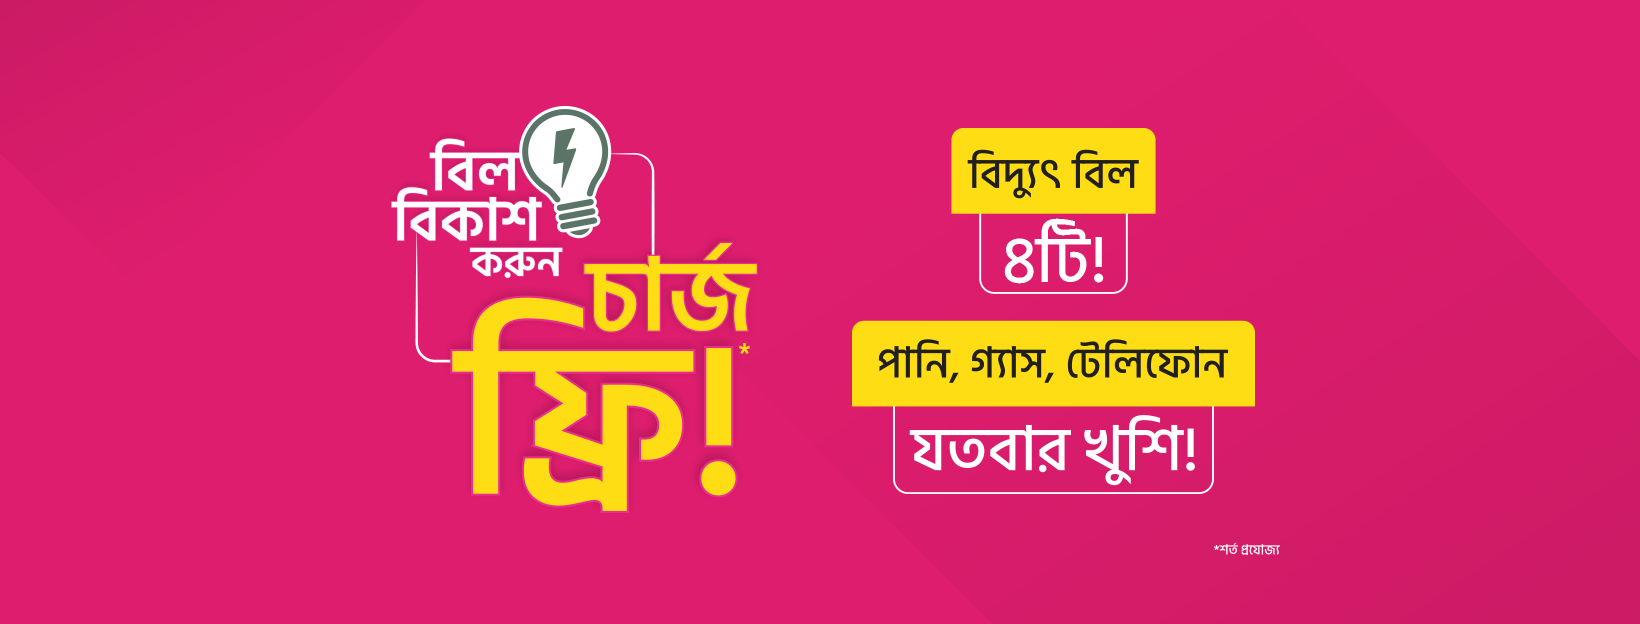 বিল
বিকাশ
করুন
চার্জ
ফ্রি!*
বিদ্যুৎ বিল
৪টি!
পানি, গ্যাস, টেলিফোন
যতবার খুশি!
*শর্ত প্রযোজ্য